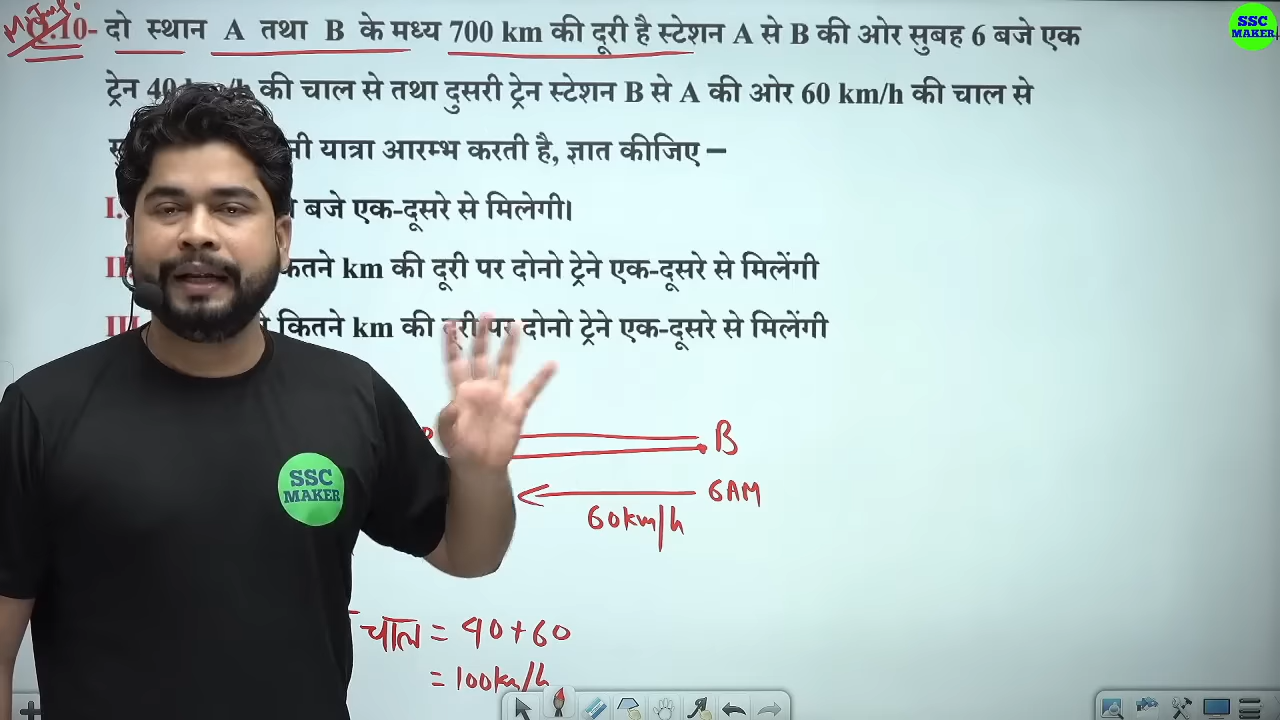 Q.10- दो स्थान A तथा B के मध्य 700 km की दूरी है स्टेशन A से B की ओर सुबह 6 बजे एक
ट्रेन 40 km/h की चाल से तथा दुसरी ट्रेन स्टेशन B से A की ओर 60 km/h की चाल से
यात्रा आरम्भ करती है, ज्ञात कीजिए –
I. बजे एक-दूसरे से मिलेगी।
कितने km की दूरी पर दोनो ट्रेने एक-दूसरे से मिलेंगी
III कितने km की दूरी पर दोनो ट्रेने एक-दूसरे से मिलेंगी
B
6AM
60km/h
चाल = 40+60
= 100km/h
SSC
MAKER
SSC
MAKER